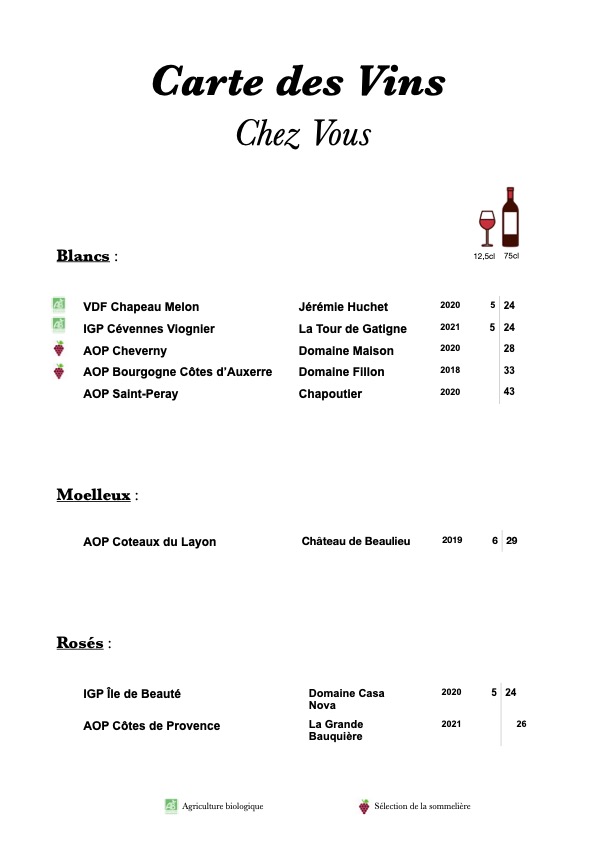 Carte des Vins
Chez Vous
12,5cl 75cl
Blancs :
VDF Chapeau Melon Jérémie Huchet 2020 5 24
IGP Cévennes Viognier La Tour de Gatigne 2021 5 24
AOP Cheverny Domaine Maison 2020 28
AOP Bourgogne Côtes d'Auxerre Domaine Fillon 2018 33
AOP Saint-Peray Chapoutier 2020 43
Moelleux :
AOP Coteaux du Layon Château de Beaulieu 2019 6 29
Rosés :
IGP Île de Beauté Domaine Casa Nova 2020 5 24
AOP Côtes de Provence La Grande Bauquière 2021 26
AB Agriculture biologique Sélection de la sommelière